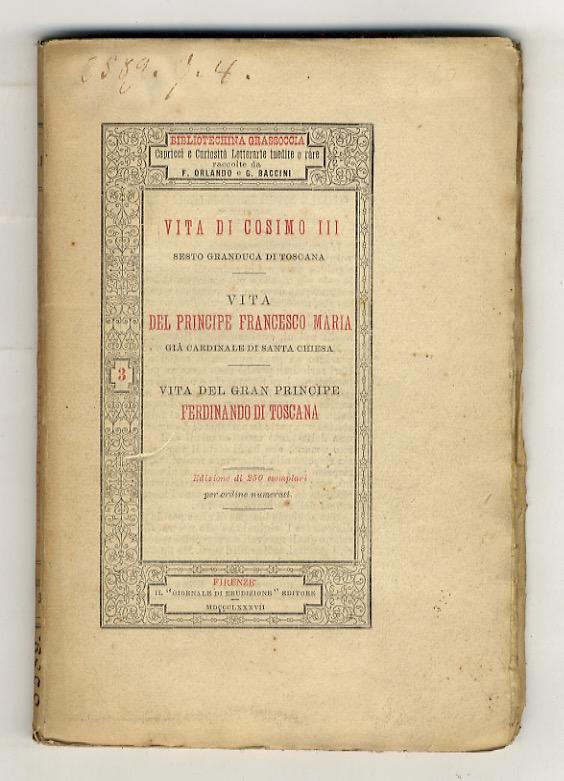 2589. J. 4.
BIBLIOTECHINA GRASSOCCIA
Capricci e Curiosità Letterarie inedite o rare
raccolte da
F. ORLANDO e G. BACCINI
VITA DI COSIMO III
SESTO GRANDUCA DI TOSCANA
VITA
DEL PRINCIPE FRANCESCO MARIA
GIÀ CARDINALE DI SANTA CHIESA
3
VITA DEL GRAN PRINCIPE
FERDINANDO DI TOSCANA
Edizione di 250 esemplari
per ordine numerati.
FIRENZE
IL "GIORNALE DI ERUDIZIONE" EDITORE
MDCCCLXXXVII